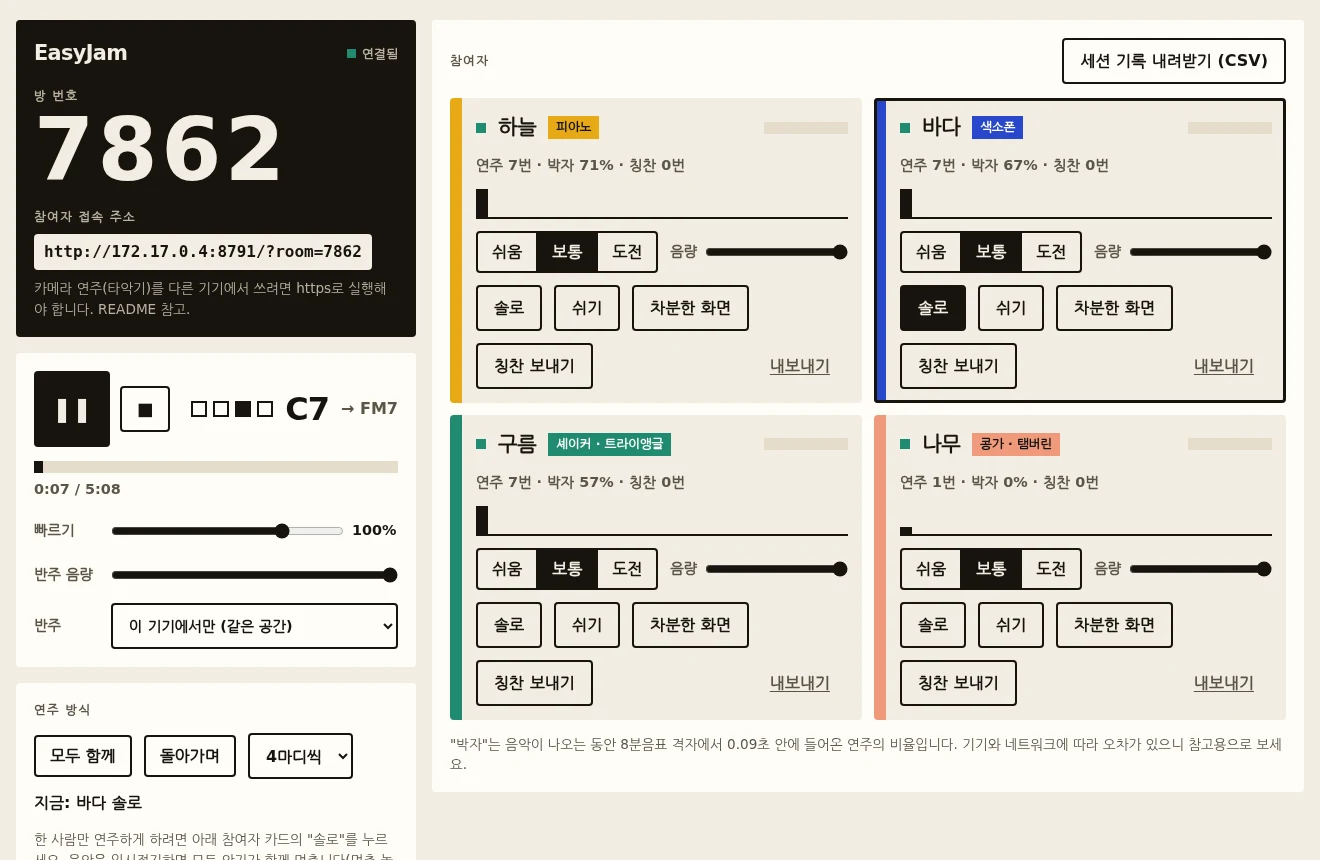 EasyJam
연결됨
방 번호
7862
참여자 접속 주소
http://172.17.0.4:8791/?room=7862
카메라 연주(타악기)를 다른 기기에서 쓰려면 https로 실행해
야 합니다. README 참고.
C7 → FM7
0:07 / 5:08
빠르기 100%
반주 음량
반주 이 기기에서만 (같은 공간)
연주 방식
모두 함께 돌아가며 4마디씩
지금: 바다 솔로
한 사람만 연주하게 하려면 아래 참여자 카드의 "솔로"를 누르
참여자
세션 기록 내려받기 (CSV)
하늘 피아노
연주 7번 · 박자 71% · 칭찬 0번
쉬움 보통 도전 음량
솔로 쉬기 차분한 화면
칭찬 보내기 내보내기
바다 색소폰
연주 7번 · 박자 67% · 칭찬 0번
쉬움 보통 도전 음량
솔로 쉬기 차분한 화면
칭찬 보내기 내보내기
구름 셰이커 · 트라이앵글
연주 7번 · 박자 57% · 칭찬 0번
쉬움 보통 도전 음량
솔로 쉬기 차분한 화면
칭찬 보내기 내보내기
나무 콩가 · 탬버린
연주 1번 · 박자 0% · 칭찬 0번
쉬움 보통 도전 음량
솔로 쉬기 차분한 화면
칭찬 보내기 내보내기
"박자"는 음악이 나오는 동안 8분음표 격자에서 0.09초 안에 들어온 연주의 비율입니다. 기기와 네트워크에 따라 오차가 있으니 참고용으로 보세
요.